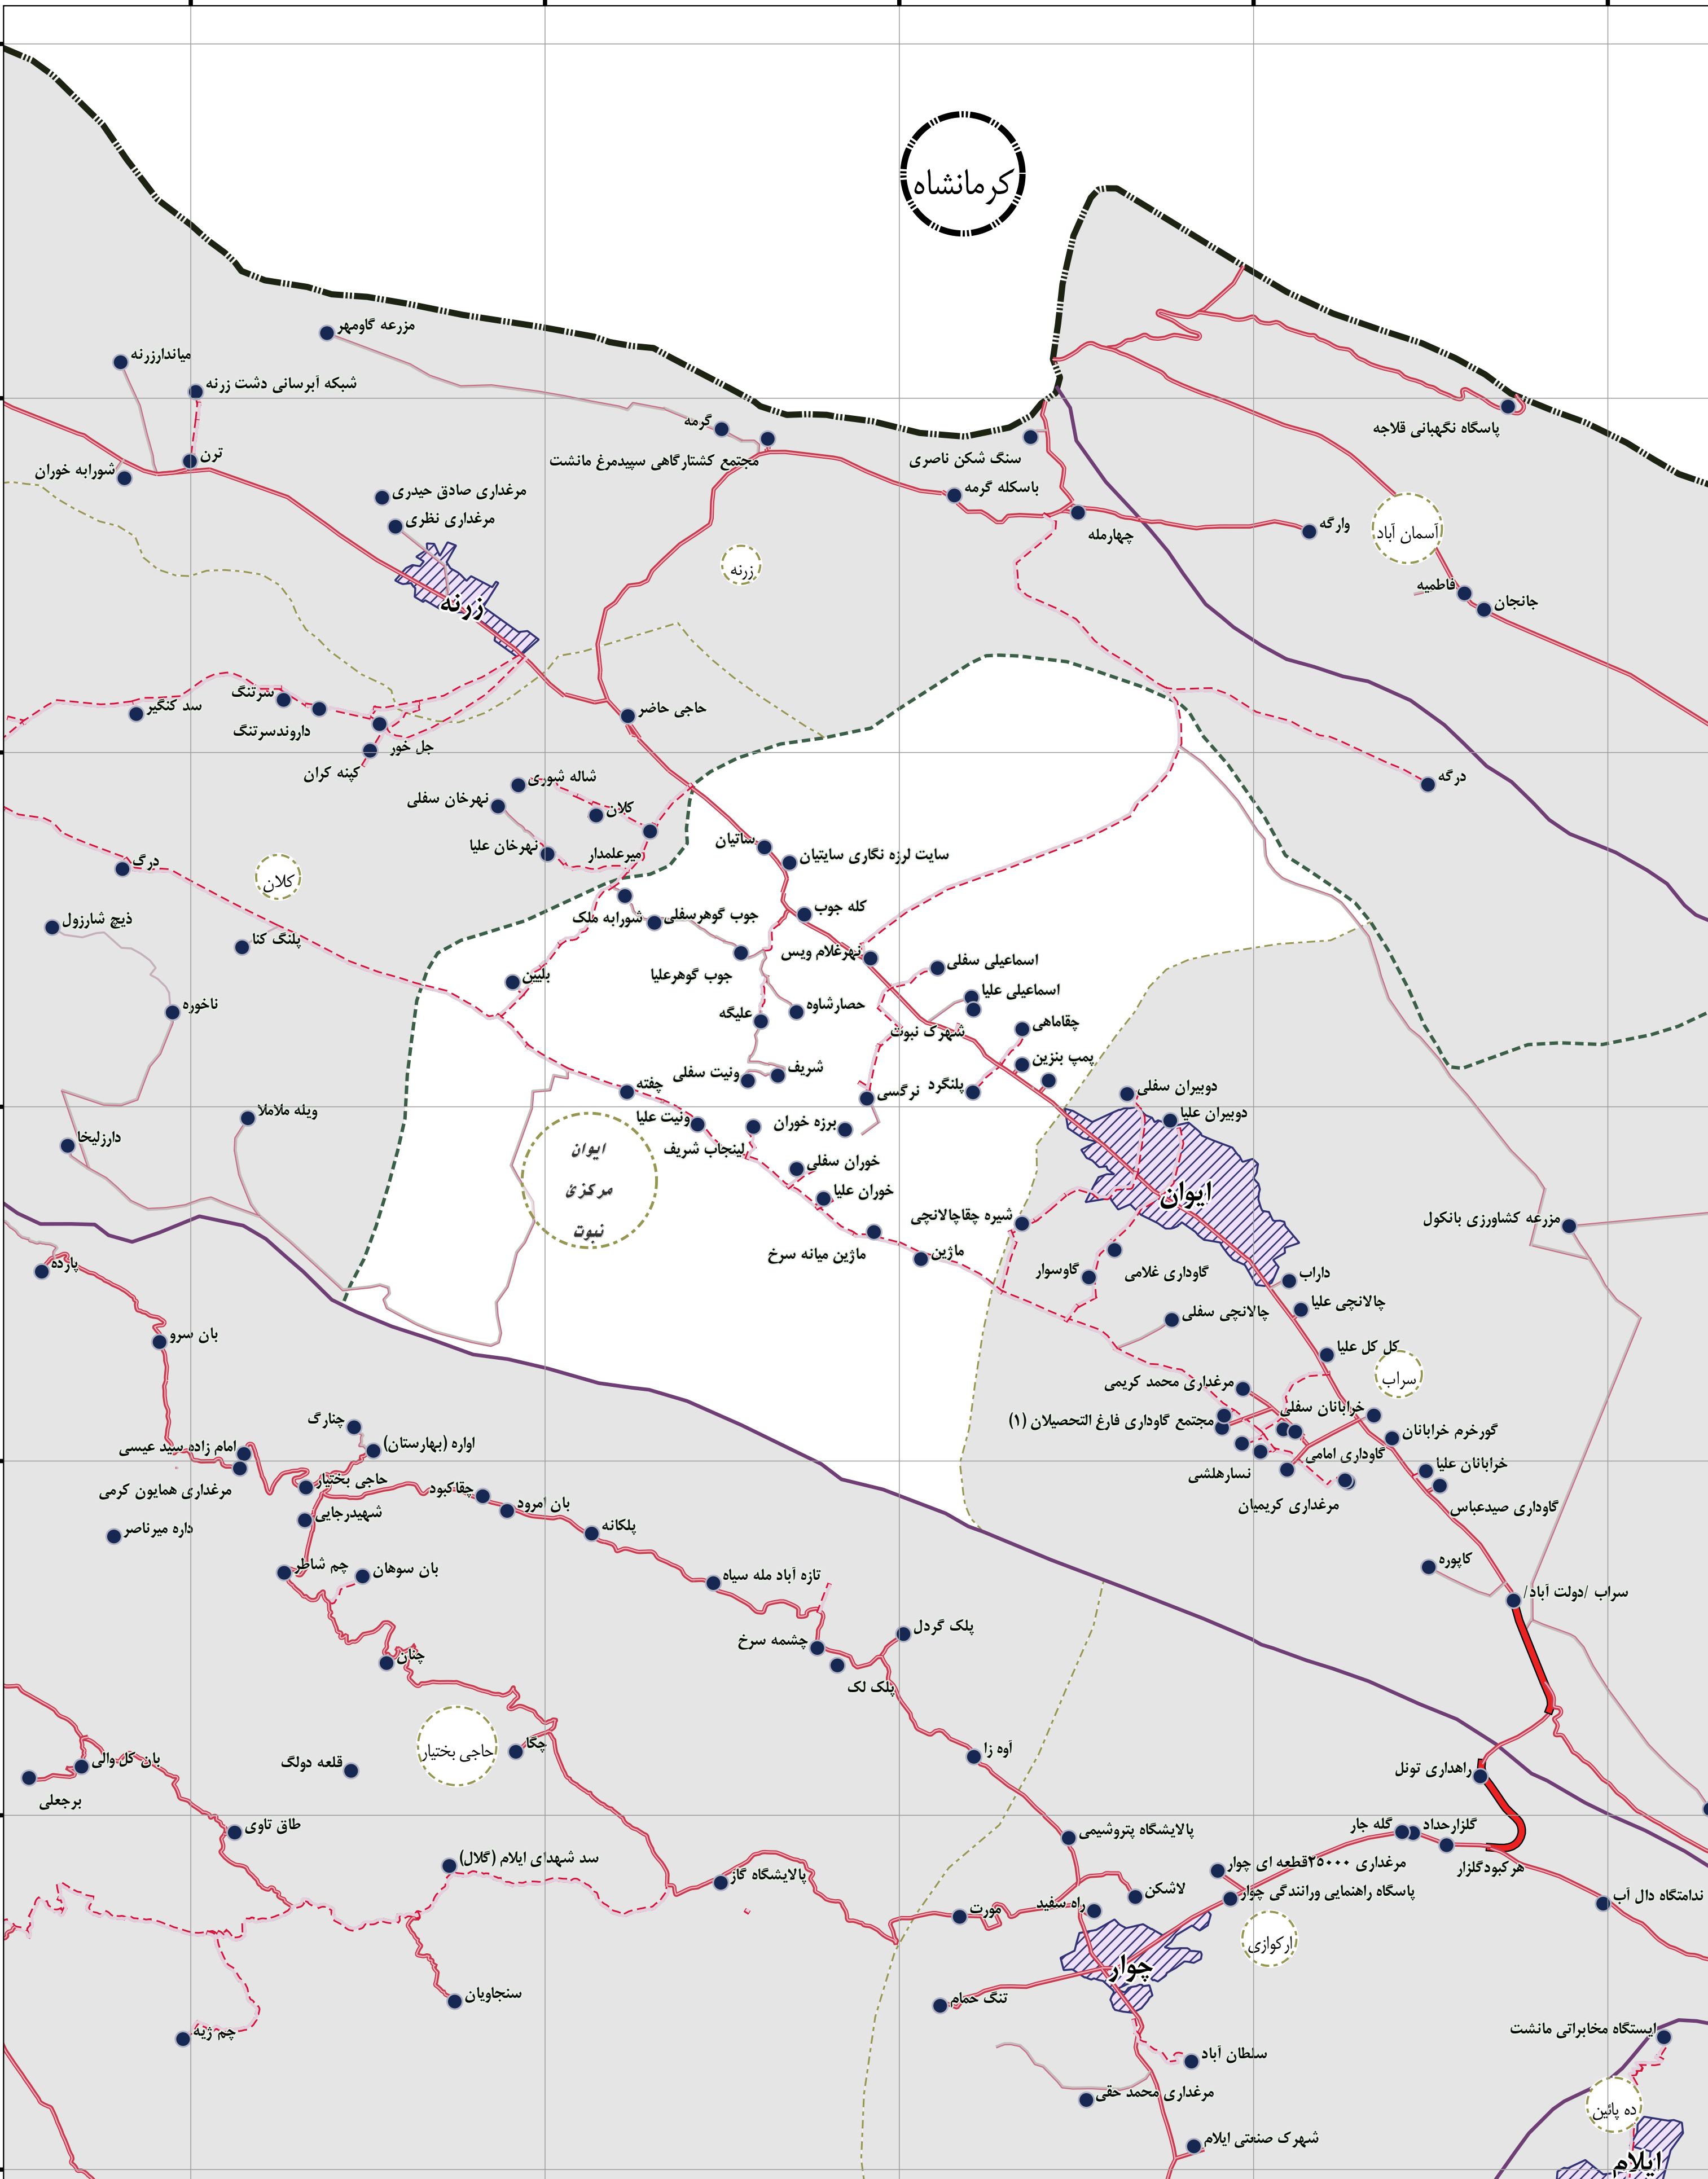 کرمانشاه
مزرعه گاومهر
میاندارزرنه
شبکه آبرسانی دشت زرنه
پاسگاه نگهبانی قلاجه
گرمه
سنگ شکن ناصری
مجتمع کشتارگاهی سپیدمرغ مانشت
ترن
شورابه خوران
باسکله گرمه
مرغداری صادق حیدری
مرغداری نظری
وارگه
چهارمله
آسمان آباد
زرنه
فاطمیه
جانجان
زرنه
سرتنگ
سد کنگیر
حاجی حاضر
داروندسرتنگ
جل خور
کپنه کران
شاله شوری
درگه
نهرخان سفلی
کلان
ساتیان
نهرخان علیا
میرعلمدار
سایت لرزه نگاری سایتیان
درگ
کلان
کله جوب
ذیج شارزول
شورابه ملک
جوب گوهرسفلی
پلنگ کنا
نهرغلام ویس
اسماعیلی سفلی
جوب گوهرعلیا
بلیین
اسماعیلی علیا
ناخوره
حصارشاوه
علیگه
شهرک نبوت
چقاماهی
پمپ بنزین
شریف
ونیت سفلی
چفته
نرگسی
پلنگرد
دوبیران سفلی
ویله ملاملا
ونیت علیا
برزه خوران
دوبیران علیا
دارزلیخا
لینجاب شریف
ایوان
مرکزی
نبوت
خوران سفلی
خوران علیا
ایوان
شیره چقاچالانچی
مزرعه کشاورزی بانکول
ماژین میانه سرخ
ماژین
پارده
گاوسوار
گاوداری غلامی
داراب
چالانچی علیا
چالانچی سفلی
بان سرو
کل کل علیا
سراب
مرغداری محمد کریمی
چنارگ
خرابانان سفلی
مجتمع گاوداری فارغ التحصیلان (۱)
گورخرم خرابانان
امام زاده سید عیسی
اواره (بهارستان)
گاوداری امامی
خرابانان علیا
نسارهلشی
حاجی بختیار
مرغداری همایون کرمی
چقاکبود
بان امرود
مرغداری کریمیان
گاوداری صیدعباس
شهیدرجایی
داره میرناصر
پلکانه
کاپوره
چم شاطر
بان سوهان
تازه آباد مله سیاه
سراب /دولت آباد/
پلک گردل
چشمه سرخ
چنان
پلک لک
حاجی بختیار
چگا
آوه زا
بان گل والی
قلعه دولگ
راهداری تونل
برجعلی
طاق تاوی
پالایشگاه پتروشیمی
گله جار
گلزارحداد
سد شهدای ایلام (گلال)
مرغداری ۲۵۰۰۰قطعه ای چوار
هرکبودگلزار
پالایشگاه گاز
لاشکن
پاسگاه راهنمایی ورانندگی چوار
ندامتگاه دال آب
مورت
راه سفید
ارکوازی
چوار
سنجاویان
تنگ حمام
چم ژیه
ایستگاه مخابراتی مانشت
سلطان آباد
مرغداری محمد حقی
ده پائین
شهرک صنعتی ایلام
ایلام